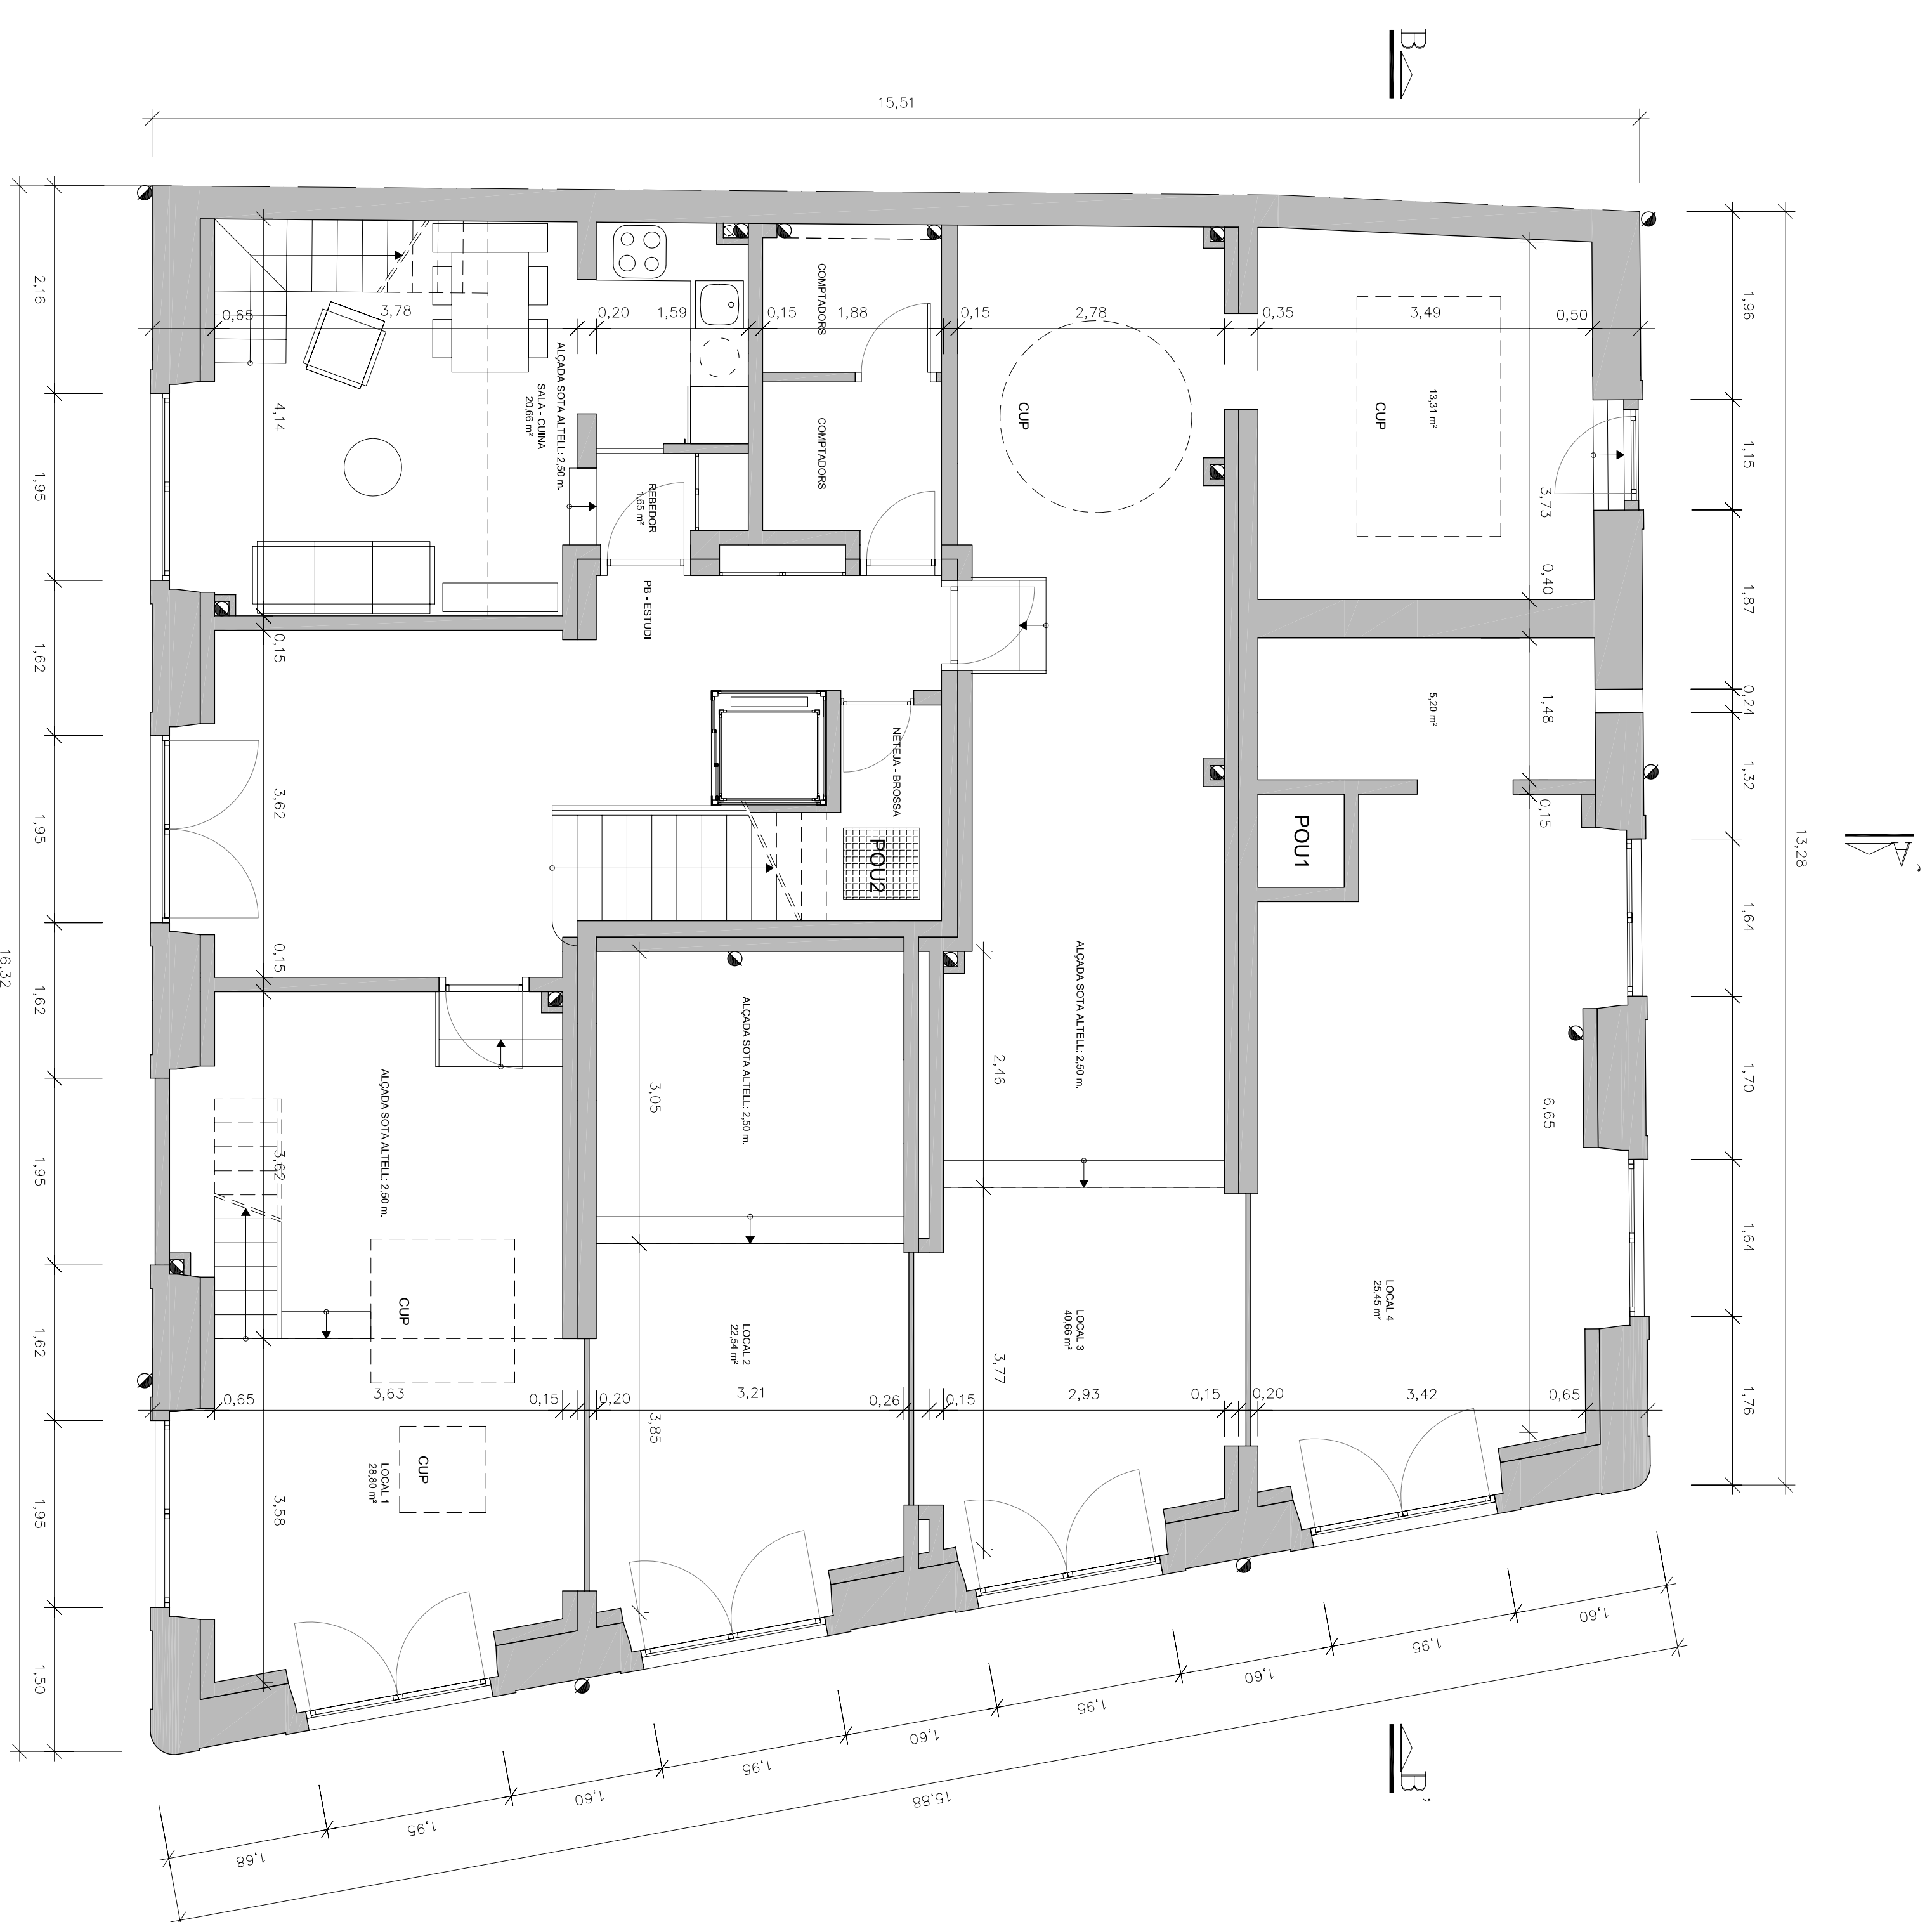 B
B'
A'
15,51
13,28
16,32
15,88
1,96
1,15
1,87
0,24
1,32
1,64
1,70
1,64
1,76
2,16
1,95
1,62
1,95
1,62
1,95
1,62
1,95
1,50
1,68
1,95
1,60
1,95
1,60
1,95
1,60
1,95
1,60
0,65
3,78
0,20
1,59
0,15
1,88
0,15
2,78
0,35
3,49
0,50
4,14
0,15
3,62
0,15
3,62
3,58
3,73
0,40
1,48
0,15
6,65
3,05
3,85
2,46
3,77
0,65
3,63
0,15
0,20
3,21
0,26
0,15
2,93
0,15
0,20
3,42
0,65
ALÇADA SOTA ALTELL: 2,50 m.
SALA - CUINA
20,66 m²
REBEDOR
1,65 m²
PB - ESTUDI
COMPTADORS
COMPTADORS
CUP
CUP
13,31 m²
5,20 m²
POU1
NETEJA - BROSSA
POU2
ALÇADA SOTA ALTELL: 2,50 m.
CUP
CUP
LOCAL 1
28,80 m²
ALÇADA SOTA ALTELL: 2,50 m.
LOCAL 2
22,54 m²
ALÇADA SOTA ALTELL: 2,50 m.
LOCAL 3
40,66 m²
LOCAL 4
25,45 m²